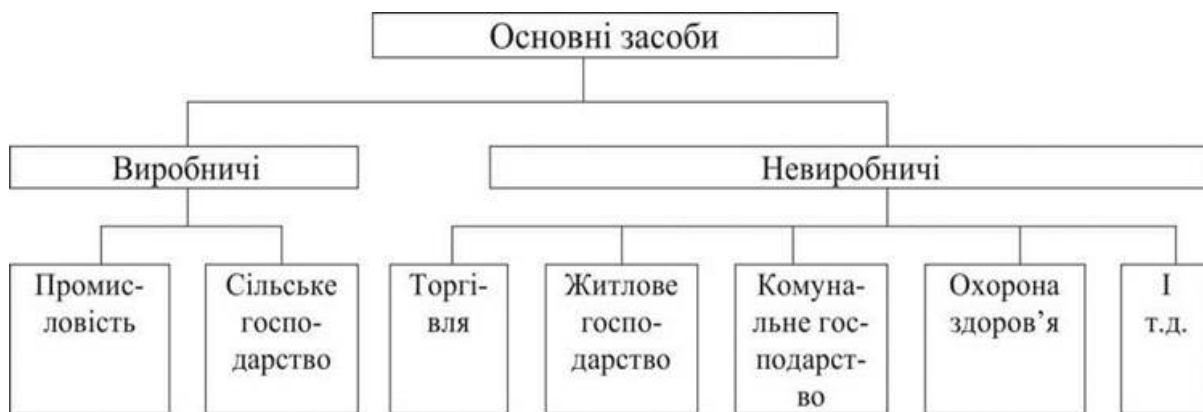 Основні засоби
Виробничі
Невиробничі
Промис-
ловість
Сільське
госпо-
дарство
Торгі-
вля
Житлове
госпо-
дарство
Комуна-
льне гос-
подарст-
во
Охорона
здоров’я
І
т.д.